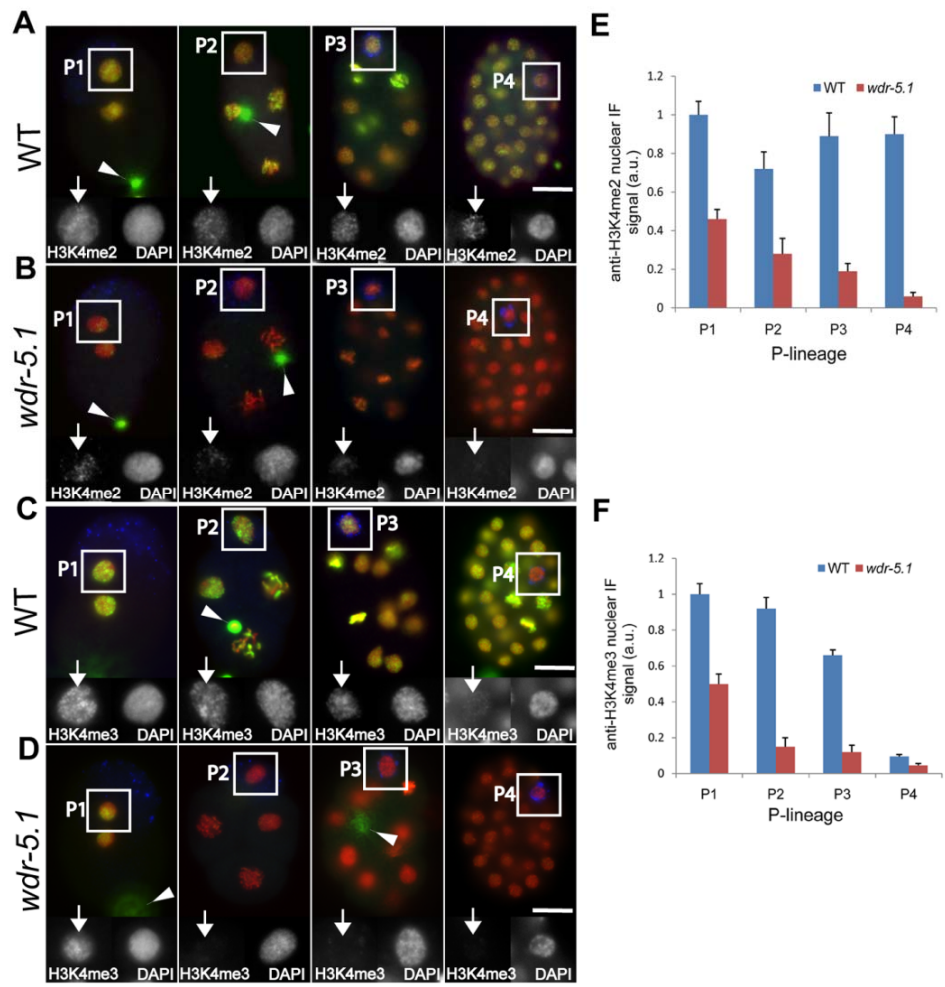 A
WT
P1
P2
P3
P4
H3K4me2 DAPI H3K4me2 DAPI H3K4me2 DAPI H3K4me2 DAPI
B
wdr-5.1
P1
P2
P3
P4
H3K4me2 DAPI H3K4me2 DAPI H3K4me2 DAPI H3K4me2 DAPI
C
WT
P1
P2
P3
P4
H3K4me3 DAPI H3K4me3 DAPI H3K4me3 DAPI H3K4me3 DAPI
D
wdr-5.1
P1
P2
P3
P4
H3K4me3 DAPI H3K4me3 DAPI H3K4me3 DAPI H3K4me3 DAPI
E
WT wdr-5.1
anti-H3K4me2 nuclear IF
signal (a.u.)
1.2
1
0.8
0.6
0.4
0.2
0
P1 P2 P3 P4
P-lineage
F
WT wdr-5.1
anti-H3K4me3 nuclear IF
signal (a.u.)
1.2
1
0.8
0.6
0.4
0.2
0
P1 P2 P3 P4
P-lineage